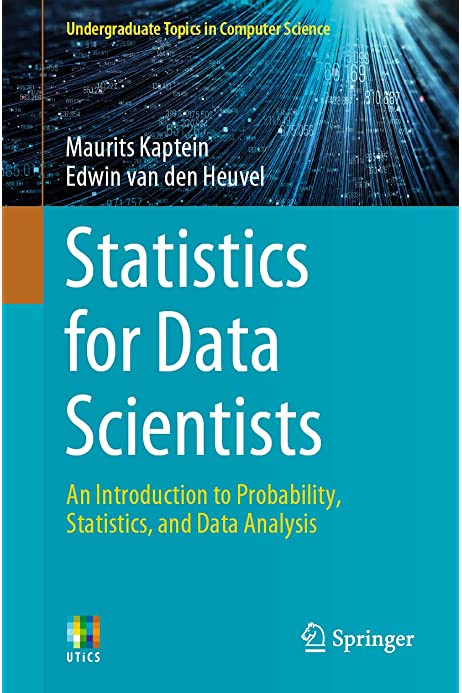 Undergraduate Topics in Computer Science
Maurits Kaptein
Edwin van den Heuvel
Statistics
for Data
Scientists
An Introduction to Probability,
Statistics, and Data Analysis
UTiCS
Springer